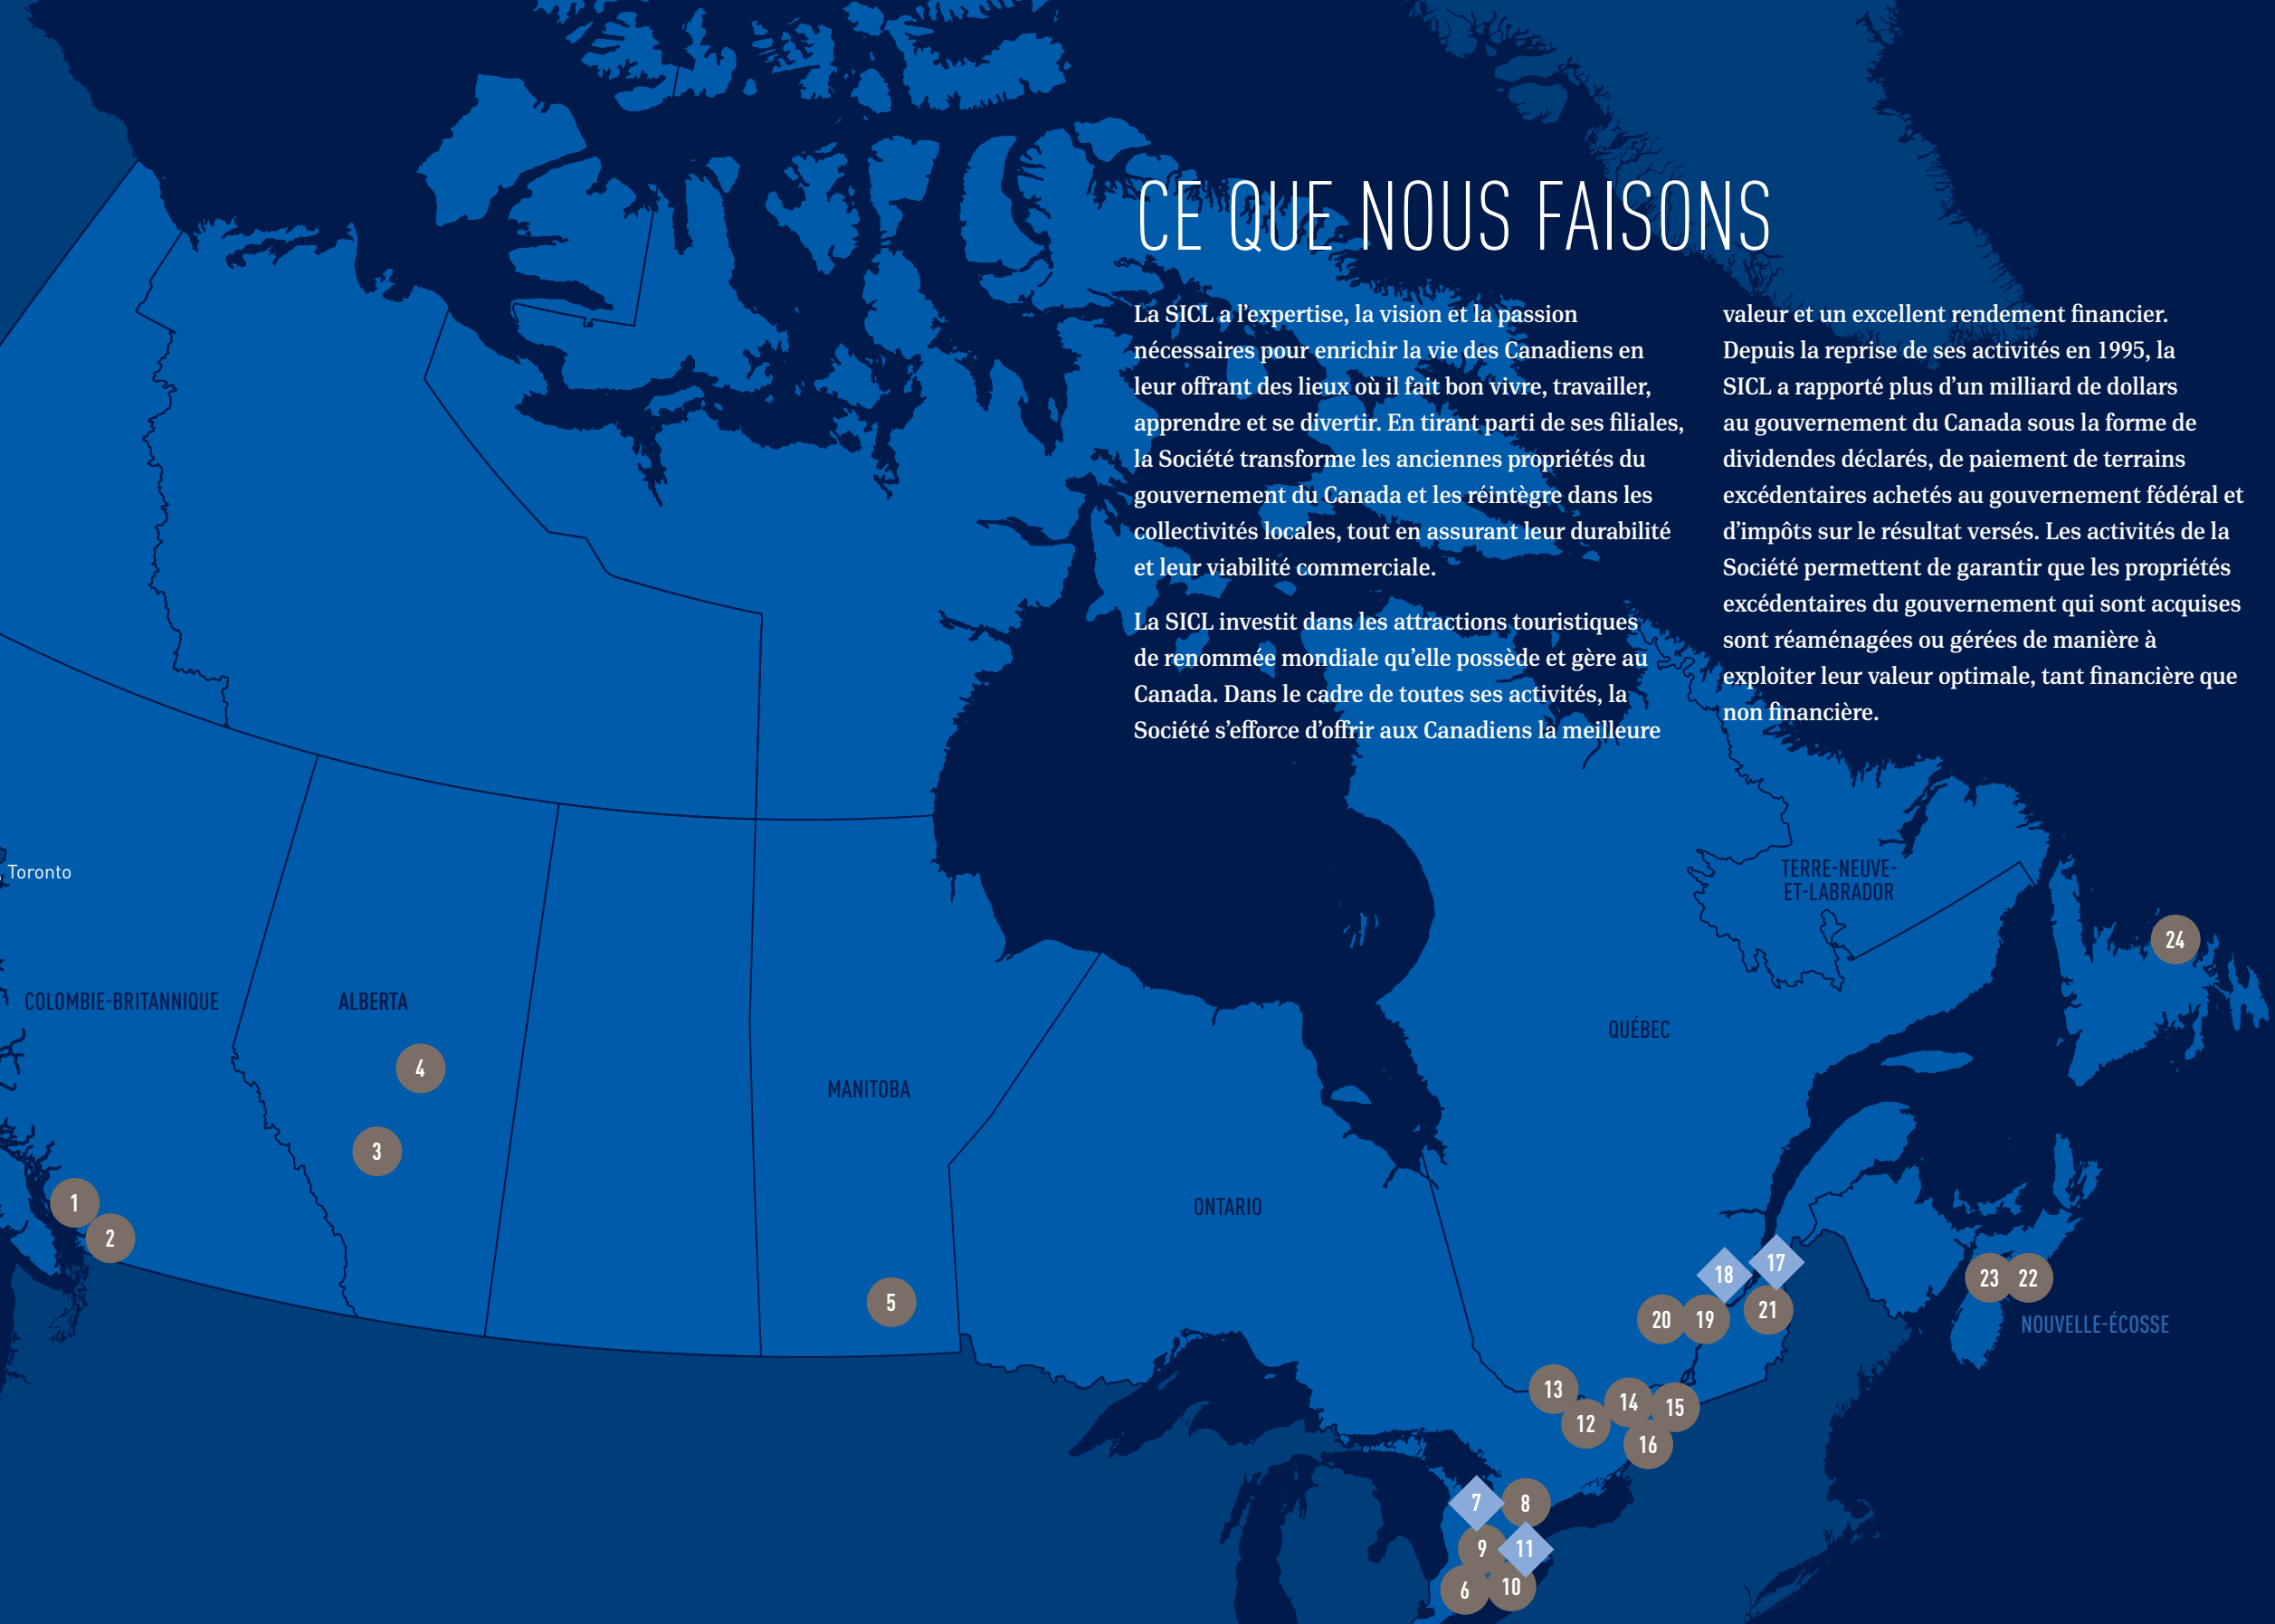 CE QUE NOUS FAISONS
La SICL a l’expertise, la vision et la passion
nécessaires pour enrichir la vie des Canadiens en
leur offrant des lieux où il fait bon vivre, travailler,
apprendre et se divertir. En tirant parti de ses filiales,
la Société transforme les anciennes propriétés du
gouvernement du Canada et les réintègre dans les
collectivités locales, tout en assurant leur durabilité
et leur viabilité commerciale.
La SICL investit dans les attractions touristiques
de renommée mondiale qu’elle possède et gère au
Canada. Dans le cadre de toutes ses activités, la
Société s’efforce d’offrir aux Canadiens la meilleure
valeur et un excellent rendement financier.
Depuis la reprise de ses activités en 1995, la
SICL a rapporté plus d’un milliard de dollars
au gouvernement du Canada sous la forme de
dividendes déclarés, de paiement de terrains
excédentaires achetés au gouvernement fédéral et
d’impôts sur le résultat versés. Les activités de la
Société permettent de garantir que les propriétés
excédentaires du gouvernement qui sont acquises
sont réaménagées ou gérées de manière à
exploiter leur valeur optimale, tant financière que
non financière.
Toronto
TERRE-NEUVE-
ET-LABRADOR
24
COLOMBIE-BRITANNIQUE
ALBERTA
QUÉBEC
4
MANITOBA
3
1
ONTARIO
2
18
17
23
22
5
20
19
21
NOUVELLE-ÉCOSSE
13
14
15
12
16
7
8
9
11
6
10